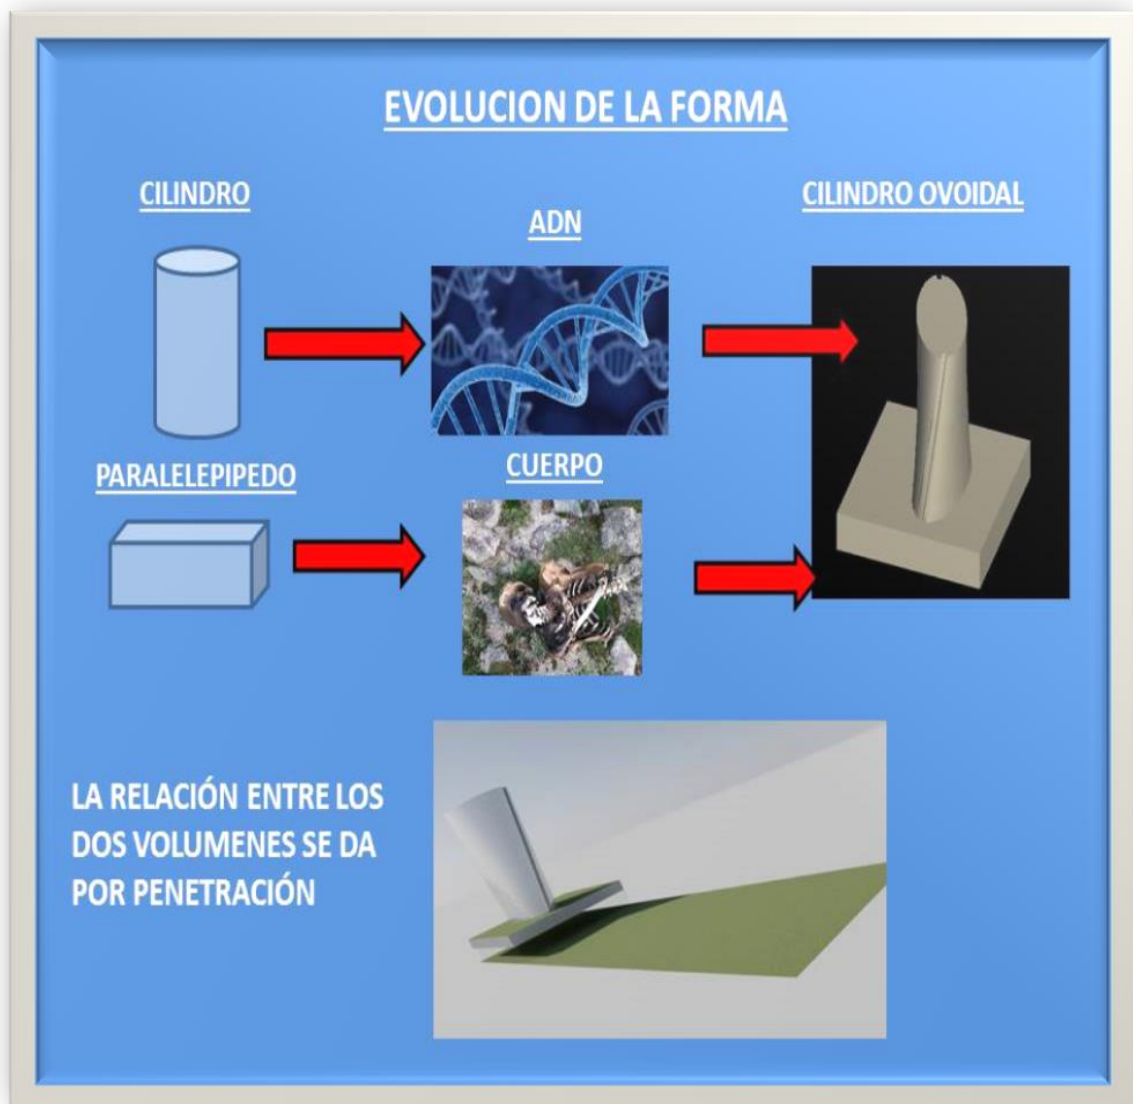 EVOLUCION DE LA FORMA
CILINDRO
ADN
CILINDRO OVOIDAL
PARALELEPIPEDO
CUERPO
LA RELACIÓN ENTRE LOS
DOS VOLUMENES SE DA
POR PENETRACIÓN